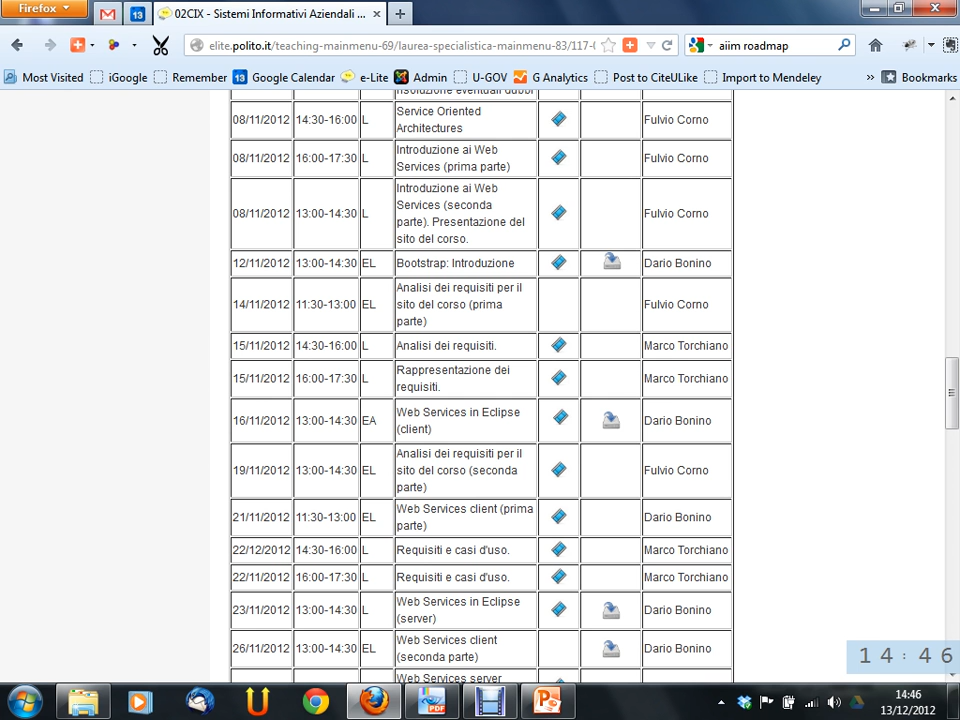 Firefox
02CIX - Sistemi Informativi Aziendali ...
elite.polito.it/teaching-mainmenu-69/laurea-specialistica-mainmenu-83/117-0
aiim roadmap
Most Visited iGoogle Remember Google Calendar e-Lite Admin U-GOV G Analytics Post to CiteULike Import to Mendeley » Bookmarks
risoluzione eventuali dubbi
08/11/2012 14:30-16:00 L Service Oriented
Architectures Fulvio Corno
08/11/2012 16:00-17:30 L Introduzione ai Web
Services (prima parte) Fulvio Corno
08/11/2012 13:00-14:30 L Introduzione ai Web
Services (seconda
parte). Presentazione del
sito del corso. Fulvio Corno
12/11/2012 13:00-14:30 EL Bootstrap: Introduzione Dario Bonino
14/11/2012 11:30-13:00 EL Analisi dei requisiti per il
sito del corso (prima
parte) Fulvio Corno
15/11/2012 14:30-16:00 L Analisi dei requisiti. Marco Torchiano
15/11/2012 16:00-17:30 L Rappresentazione dei
requisiti. Marco Torchiano
16/11/2012 13:00-14:30 EA Web Services in Eclipse
(client) Dario Bonino
19/11/2012 13:00-14:30 EL Analisi dei requisiti per il
sito del corso (seconda
parte) Fulvio Corno
21/11/2012 11:30-13:00 EL Web Services client (prima
parte) Dario Bonino
22/12/2012 14:30-16:00 L Requisiti e casi d'uso. Marco Torchiano
22/11/2012 16:00-17:30 L Requisiti e casi d'uso. Marco Torchiano
23/11/2012 13:00-14:30 L Web Services in Eclipse
(server) Dario Bonino
26/11/2012 13:00-14:30 EL Web Services client
(seconda parte) Dario Bonino
Web Services server
14:46
PDF
14:46
13/12/2012